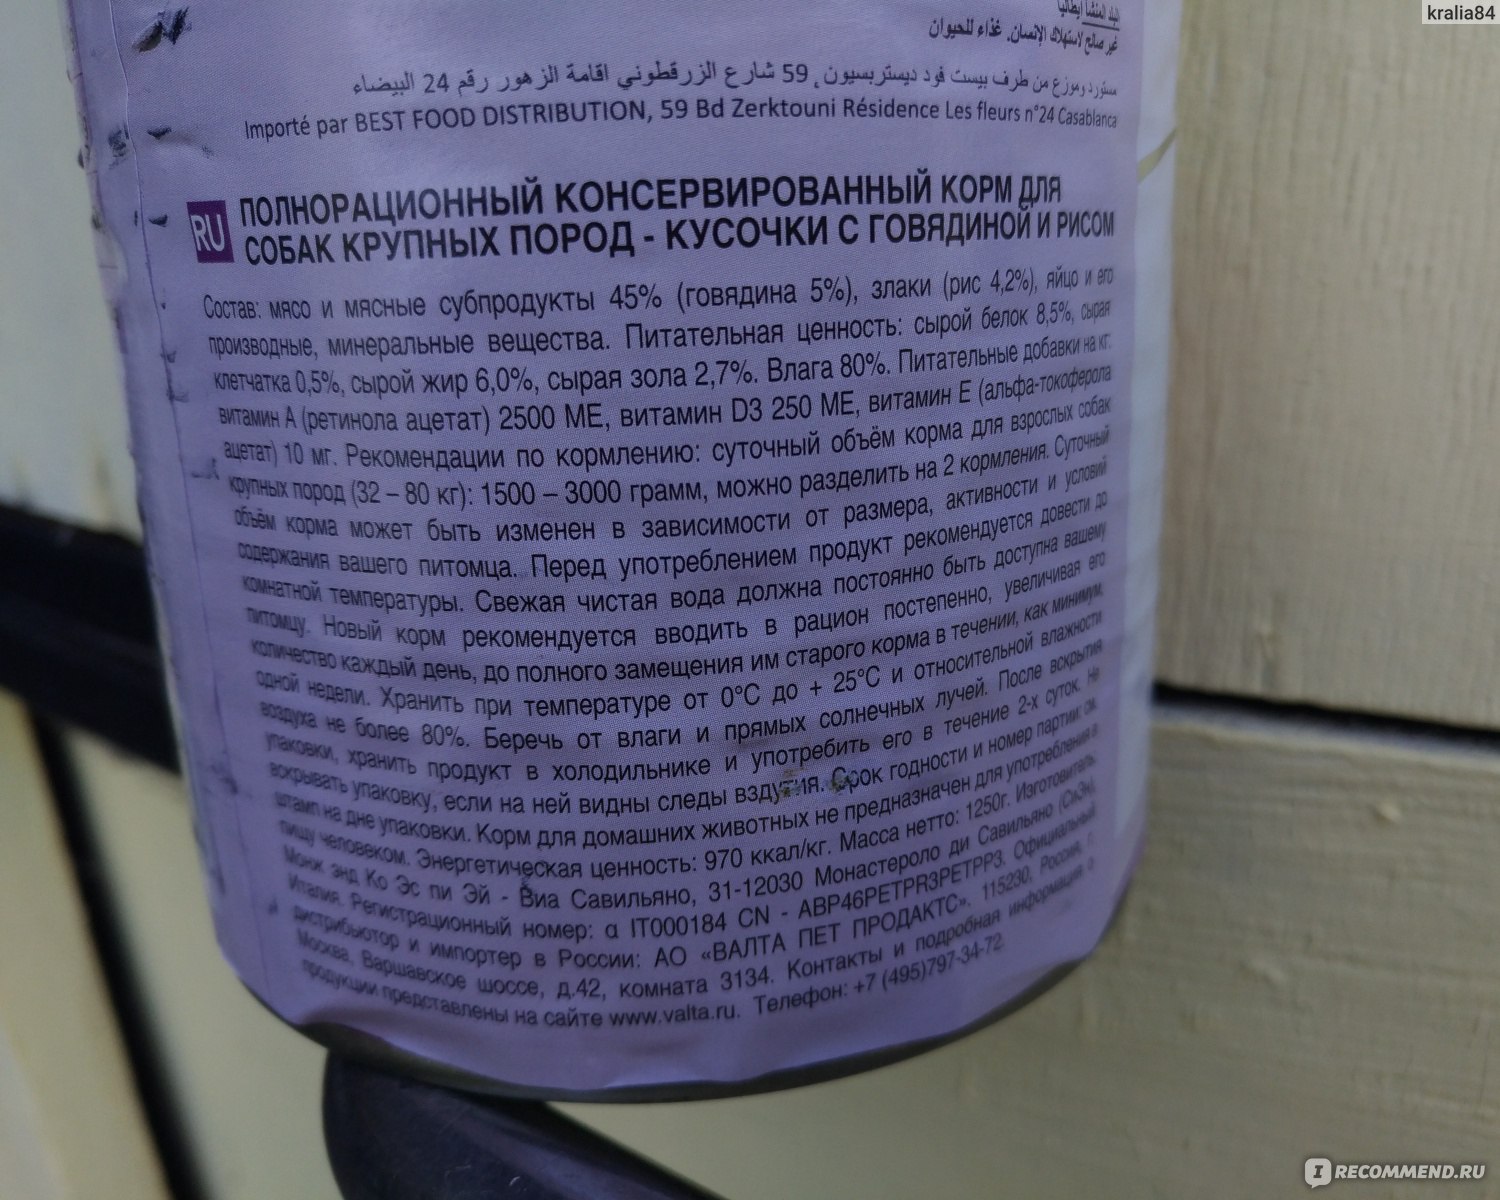 kralia84
البلد المنشأ إيطاليا
غير صالح لاستهلاك الإنسان. غذاء للحيوان
مستورد وموزع من طرف بيست فود ديستربسيون, 59 شارع الزرقطوني اقامة الزهور رقم 24 البيضاء
Importé par BEST FOOD DISTRIBUTION, 59 Bd Zerktouni Résidence Les fleurs n°24 Casablanca
RU ПОЛНОРАЦИОННЫЙ КОНСЕРВИРОВАННЫЙ КОРМ ДЛЯ
СОБАК КРУПНЫХ ПОРОД - КУСОЧКИ С ГОВЯДИНОЙ И РИСОМ
Состав: мясо и мясные субпродукты 45% (говядина 5%), злаки (рис 4,2%), яйцо и его
производные, минеральные вещества. Питательная ценность: сырой белок 8,5%, сырая
клетчатка 0,5%, сырой жир 6,0%, сырая зола 2,7%. Влага 80%. Питательные добавки на кг:
витамин А (ретинола ацетат) 2500 МЕ, витамин D3 250 МЕ, витамин Е (альфа-токоферола
ацетат) 10 мг. Рекомендации по кормлению: суточный объём корма для взрослых собак
крупных пород (32 – 80 кг): 1500 – 3000 грамм, можно разделить на 2 кормления. Суточный
объём корма может быть изменен в зависимости от размера, активности и условий
содержания вашего питомца. Перед употреблением продукт рекомендуется довести до
комнатной температуры. Свежая чистая вода должна постоянно быть доступна вашему
питомцу. Новый корм рекомендуется вводить в рацион постепенно, увеличивая его
количество каждый день, до полного замещения им старого корма в течении, как минимум,
одной недели. Хранить при температуре от 0°С до + 25°С и относительной влажности
воздуха не более 80%. Беречь от влаги и прямых солнечных лучей. После вскрытия
упаковки, хранить продукт в холодильнике и употребить его в течение 2-х суток. Не
вскрывать упаковку, если на ней видны следы вздутия. Срок годности и номер партии: см.
штамп на дне упаковки. Корм для домашних животных не предназначен для употребления в
пищу человеком. Энергетическая ценность: 970 ккал/кг. Масса нетто: 1250г. Изготовитель:
Монж энд Ко Эс пи Эй - Виа Савильяно, 31-12030 Монастероло ди Савильяно (СиЭн),
Италия. Регистрационный номер: α IT000184 CN - ABP46PETPR3PETPP3. Официальный
дистрибьютор и импортер в России: АО «ВАЛТА ПЕТ ПРОДАКТС». 115230, Россия, г.
Москва, Варшавское шоссе, д.42, комната 3134. Контакты и подробная информация о
продукции представлены на сайте www.valta.ru. Телефон: +7 (495)797-34-72
IRECOMMEND.RU